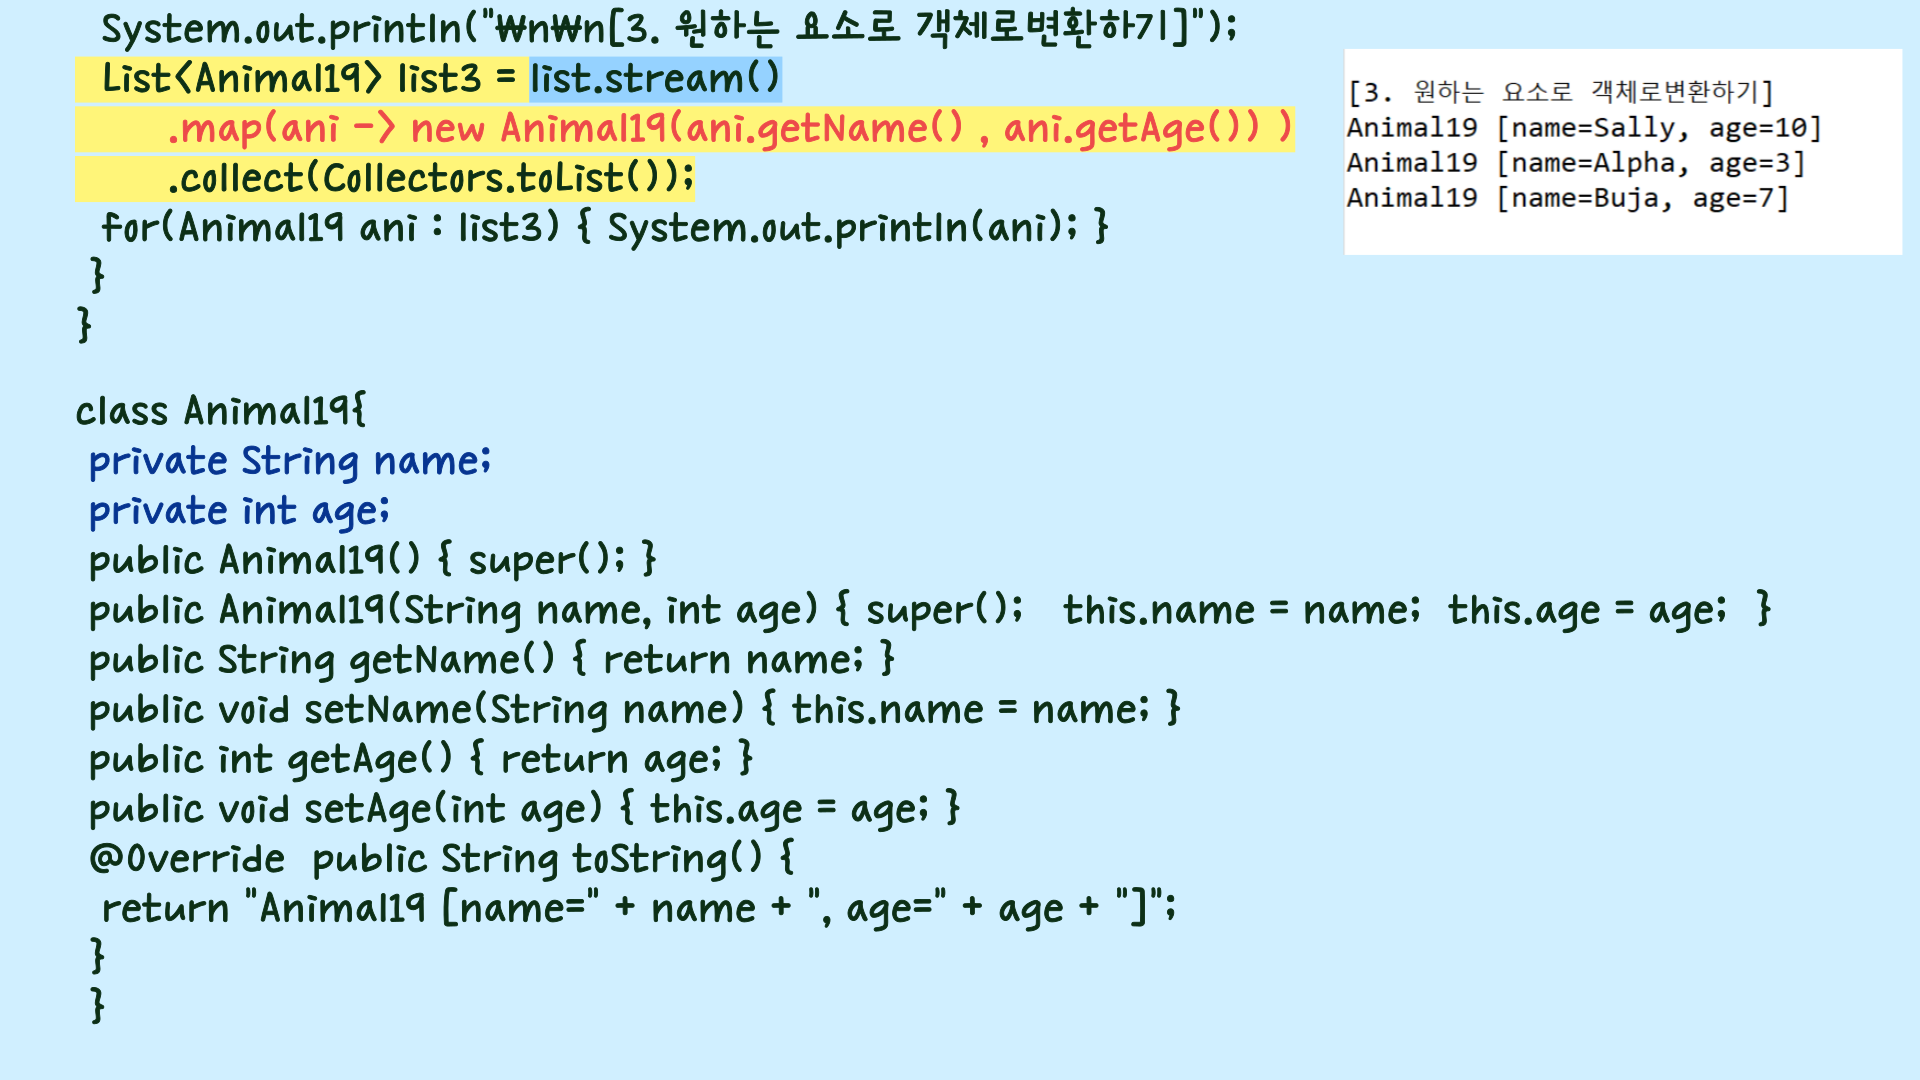 System.out.println("₩n₩n[3. 원하는 요소로 객체로변환하기]");
List<Animal19> list3 = list.stream()
.map(ani -> new Animal19(ani.getName() , ani.getAge()) )
.collect(Collectors.toList());
for(Animal19 ani : list3) { System.out.println(ani); }
}
}
class Animal19{
private String name;
private int age;
public Animal19() { super(); }
public Animal19(String name, int age) { super(); this.name = name; this.age = age; }
public String getName() { return name; }
public void setName(String name) { this.name = name; }
public int getAge() { return age; }
public void setAge(int age) { this.age = age; }
@Override public String toString() {
return "Animal19 [name=" + name + ", age=" + age + "]";
}
}
[3. 원하는 요소로 객체로변환하기]
Animal19 [name=Sally, age=10]
Animal19 [name=Alpha, age=3]
Animal19 [name=Buja, age=7]